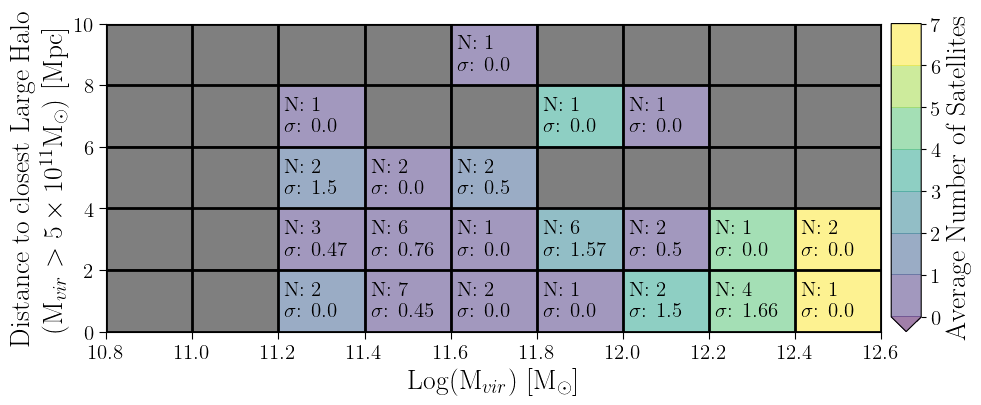 Distance to closest Large Halo
(M_vir > 5 × 10^11 M_⊙) [Mpc]
10
8
6
4
2
0
N: 1
σ: 0.0
N: 1 N: 1 N: 1
σ: 0.0 σ: 0.0 σ: 0.0
N: 2 N: 2 N: 2
σ: 1.5 σ: 0.0 σ: 0.5
N: 3 N: 6 N: 1 N: 6 N: 2 N: 1 N: 2
σ: 0.47 σ: 0.76 σ: 0.0 σ: 1.57 σ: 0.5 σ: 0.0 σ: 0.0
N: 2 N: 7 N: 2 N: 1 N: 2 N: 4 N: 1
σ: 0.0 σ: 0.45 σ: 0.0 σ: 0.0 σ: 1.5 σ: 1.66 σ: 0.0
10.8 11.0 11.2 11.4 11.6 11.8 12.0 12.2 12.4 12.6
Log(M_vir) [M_⊙]
7
6
5
4
3
2
1
0
Average Number of Satellites